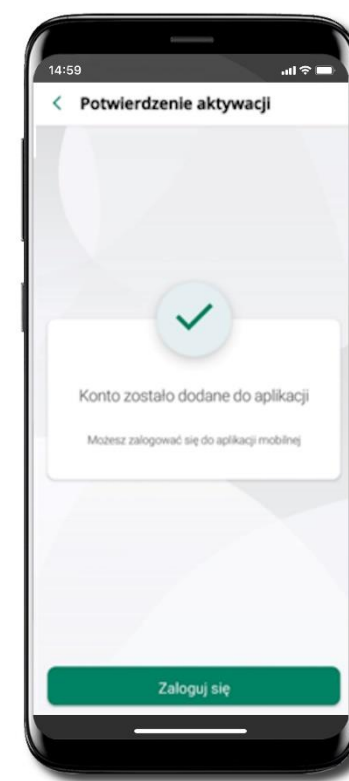 14:59
Potwierdzenie aktywacji
Konto zostało dodane do aplikacji
Możesz zalogować się do aplikacji mobilnej
Zaloguj się